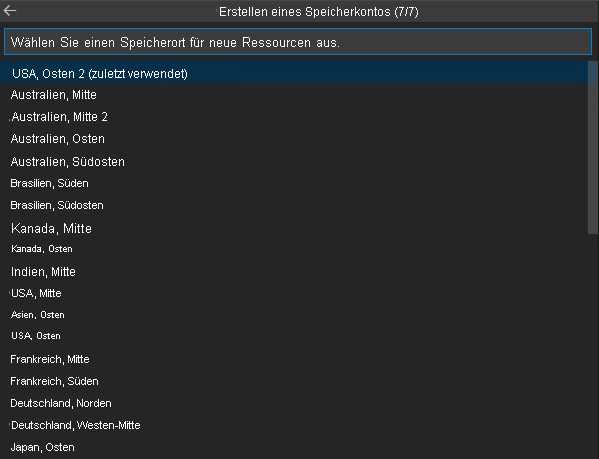 Erstellen eines Speicherkontos (7/7)
Wählen Sie einen Speicherort für neue Ressourcen aus.
USA, Osten 2 (zuletzt verwendet)
Australien, Mitte
Australien, Mitte 2
Australien, Osten
Australien, Südosten
Brasilien, Süden
Brasilien, Südosten
Kanada, Mitte
Kanada, Osten
Indien, Mitte
USA, Mitte
Asien, Osten
USA, Osten
Frankreich, Mitte
Frankreich, Süden
Deutschland, Norden
Deutschland, Westen-Mitte
Japan, Osten